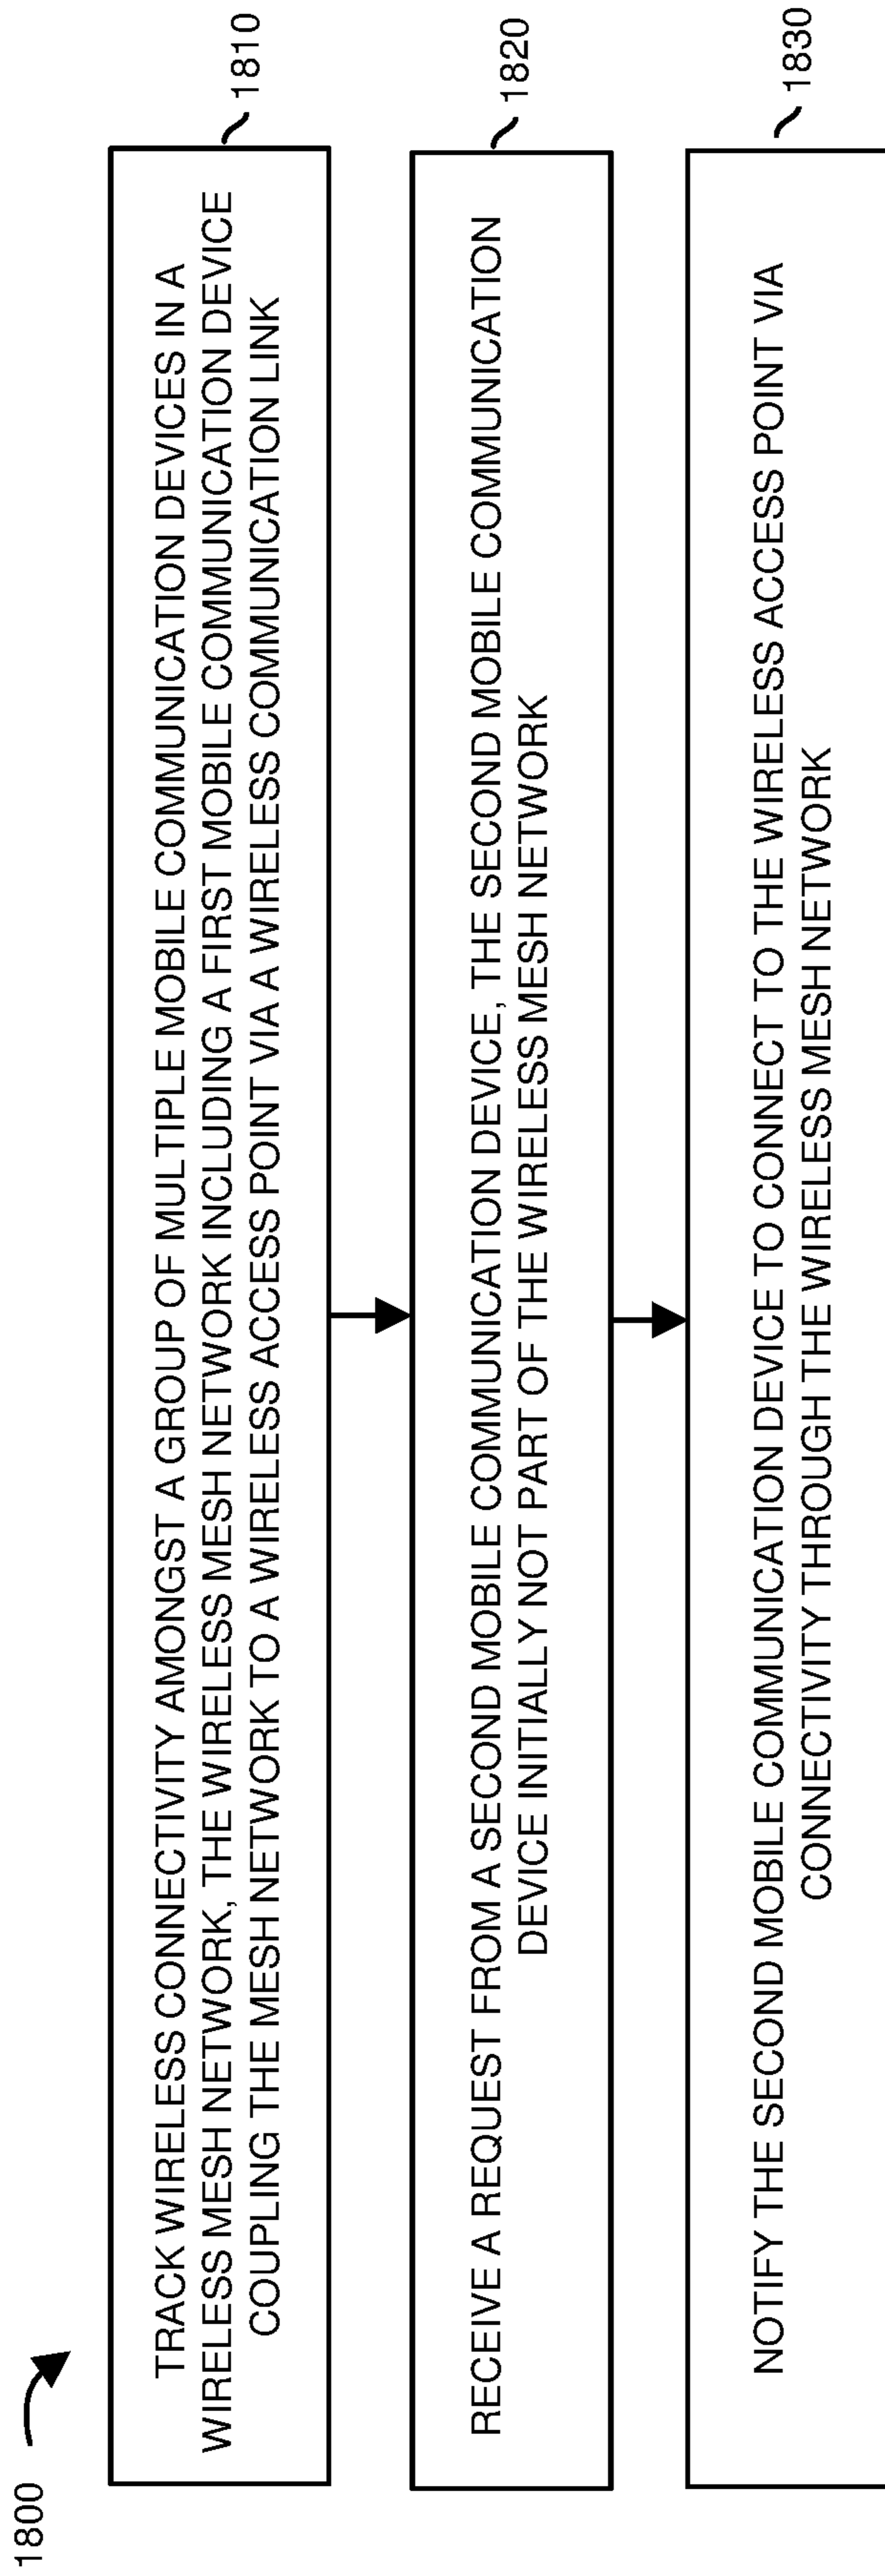 1800
TRACK WIRELESS CONNECTIVITY AMONGST A GROUP OF MULTIPLE MOBILE COMMUNICATION DEVICES IN A
WIRELESS MESH NETWORK, THE WIRELESS MESH NETWORK INCLUDING A FIRST MOBILE COMMUNICATION DEVICE
COUPLING THE MESH NETWORK TO A WIRELESS ACCESS POINT VIA A WIRELESS COMMUNICATION LINK
1810
RECEIVE A REQUEST FROM A SECOND MOBILE COMMUNICATION DEVICE, THE SECOND MOBILE COMMUNICATION
DEVICE INITIALLY NOT PART OF THE WIRELESS MESH NETWORK
1820
NOTIFY THE SECOND MOBILE COMMUNICATION DEVICE TO CONNECT TO THE WIRELESS ACCESS POINT VIA
CONNECTIVITY THROUGH THE WIRELESS MESH NETWORK
1830